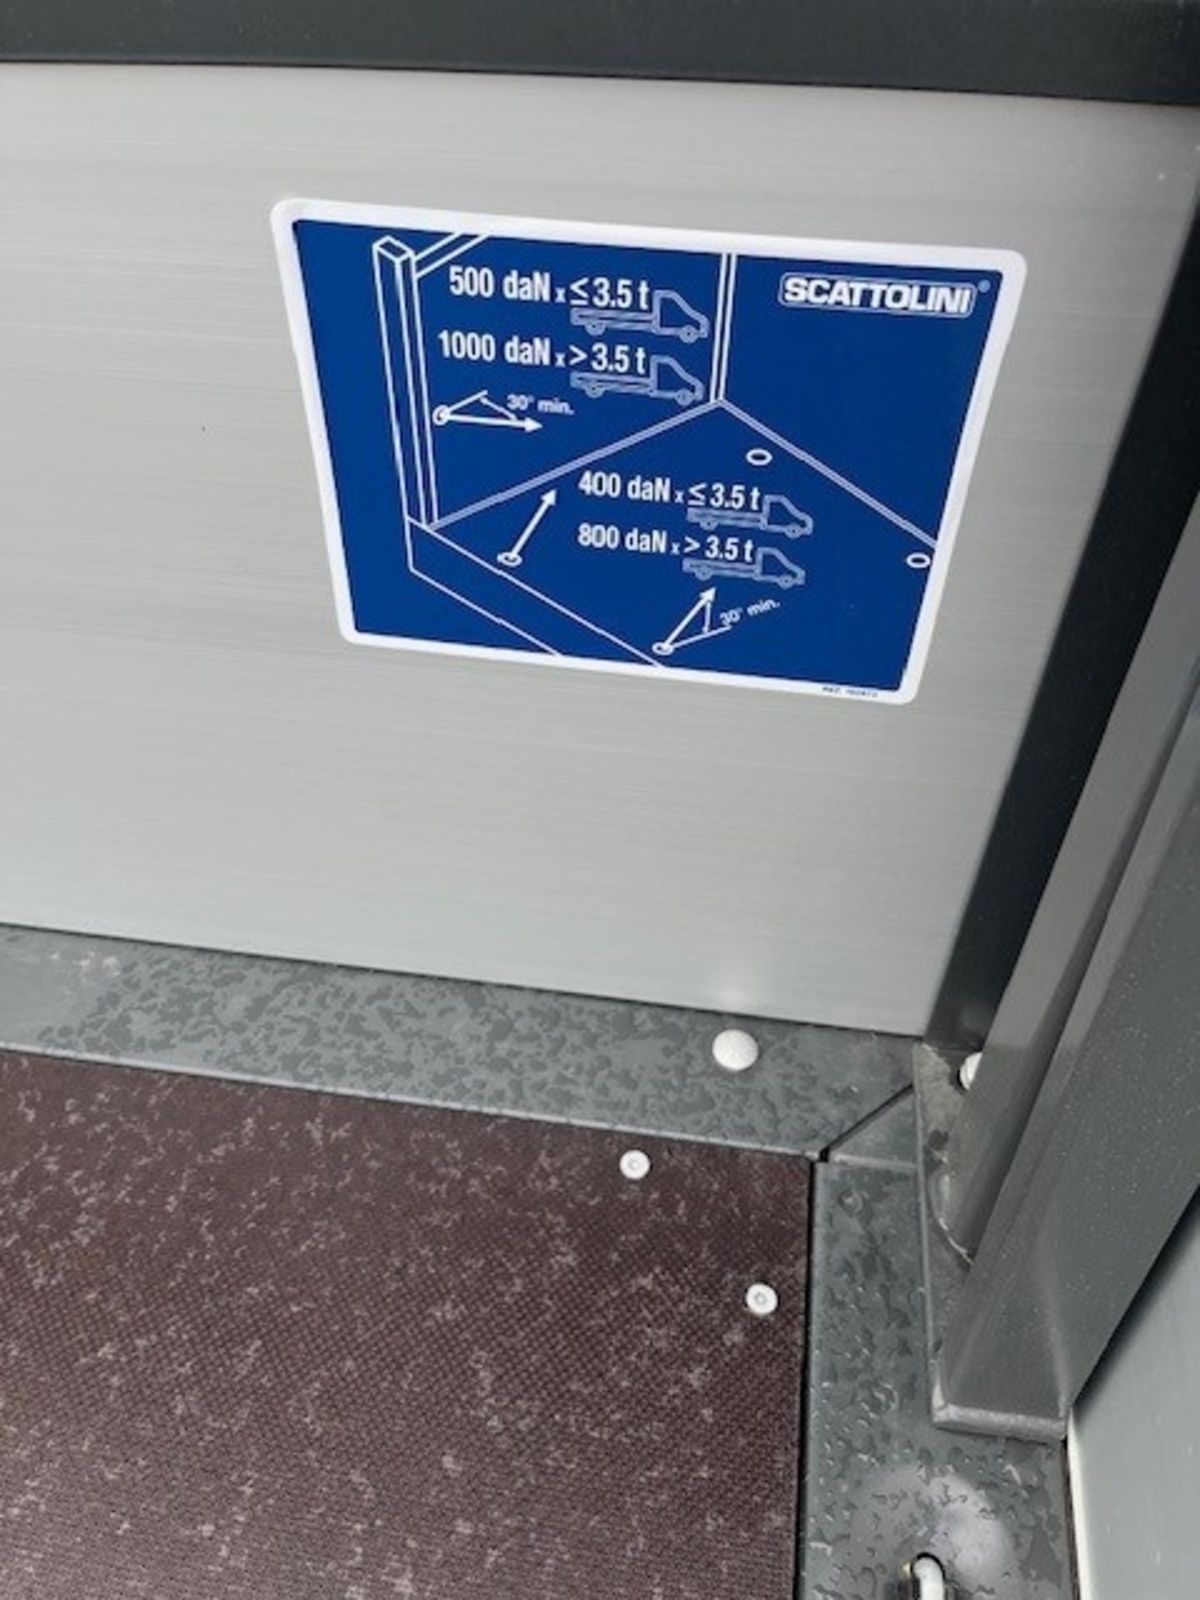 SCATTOLINI®
500 daN x ≤ 3.5 t
1000 daN x > 3.5 t
30° min.
400 daN x ≤ 3.5 t
800 daN x > 3.5 t
30° min.